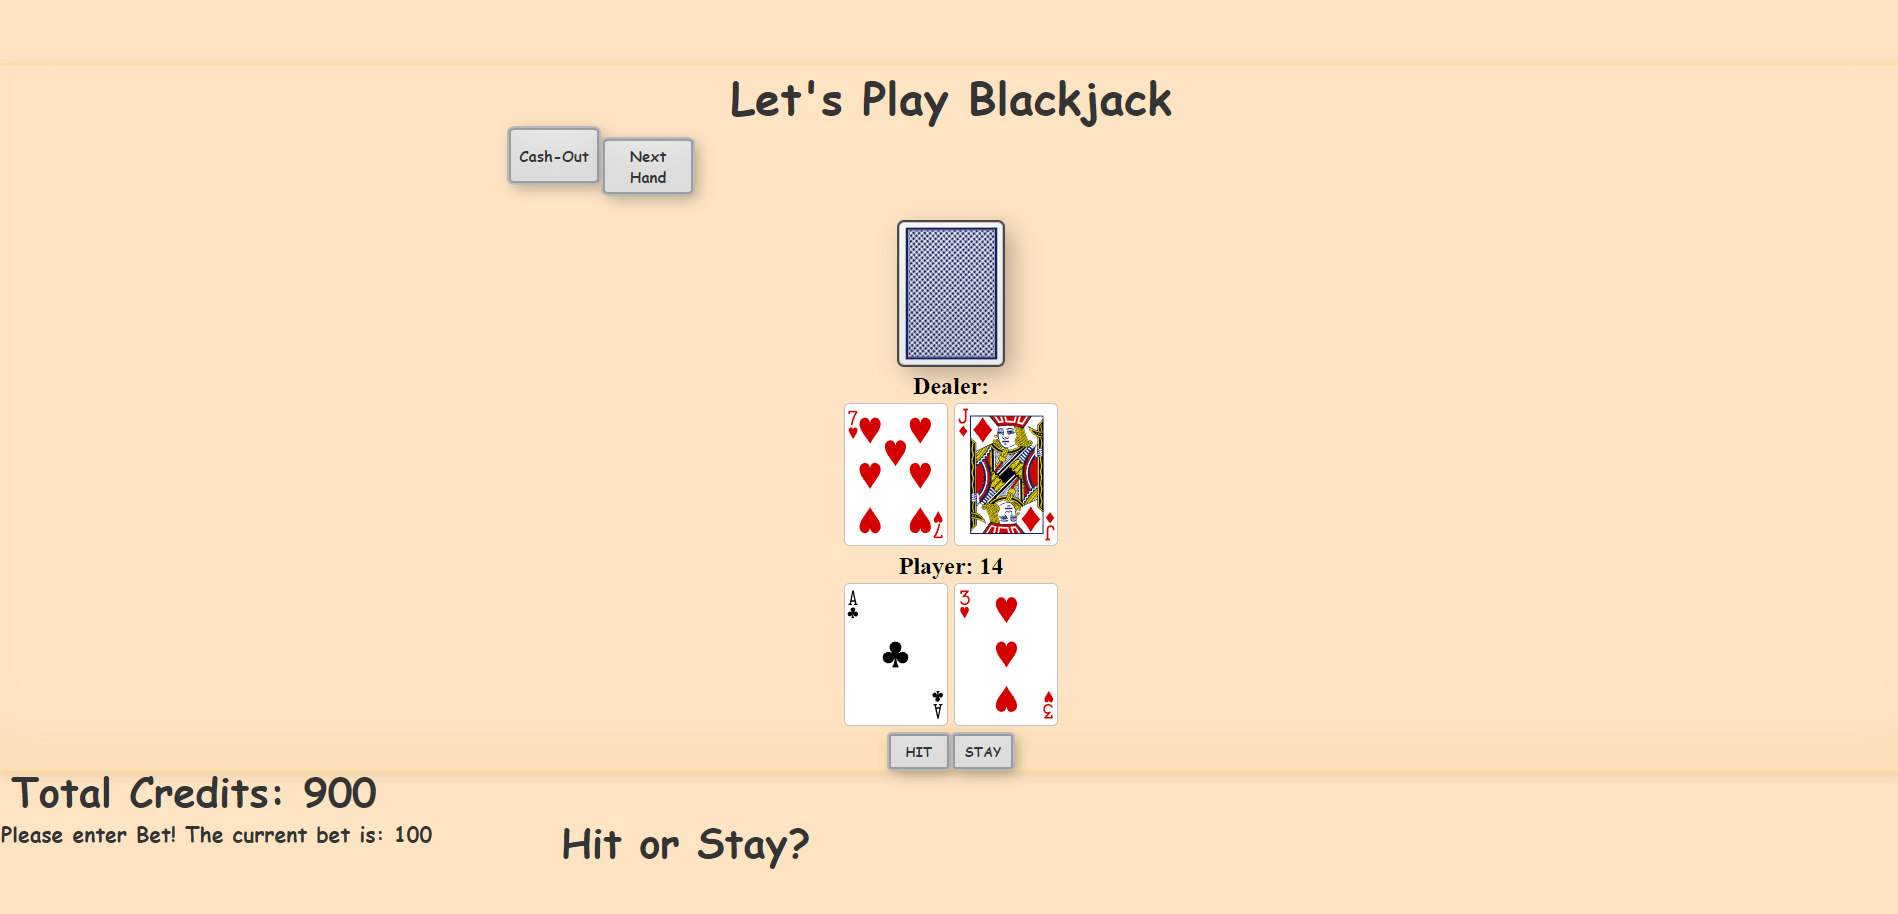 Let's Play Blackjack
Cash-Out
Next
Hand
Dealer:
7
7
J
J
Player: 14
A
A
3
3
HIT
STAY
Total Credits: 900
Please enter Bet! The current bet is: 100
Hit or Stay?